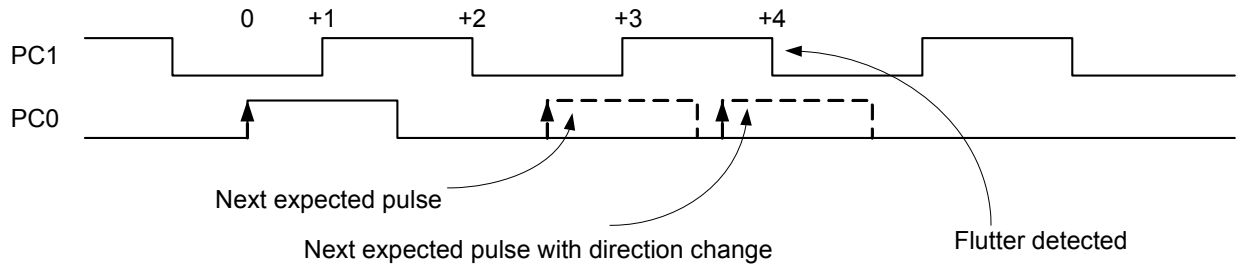 0 +1 +2 +3 +4
PC1
PC0
Next expected pulse
Next expected pulse with direction change
Flutter detected